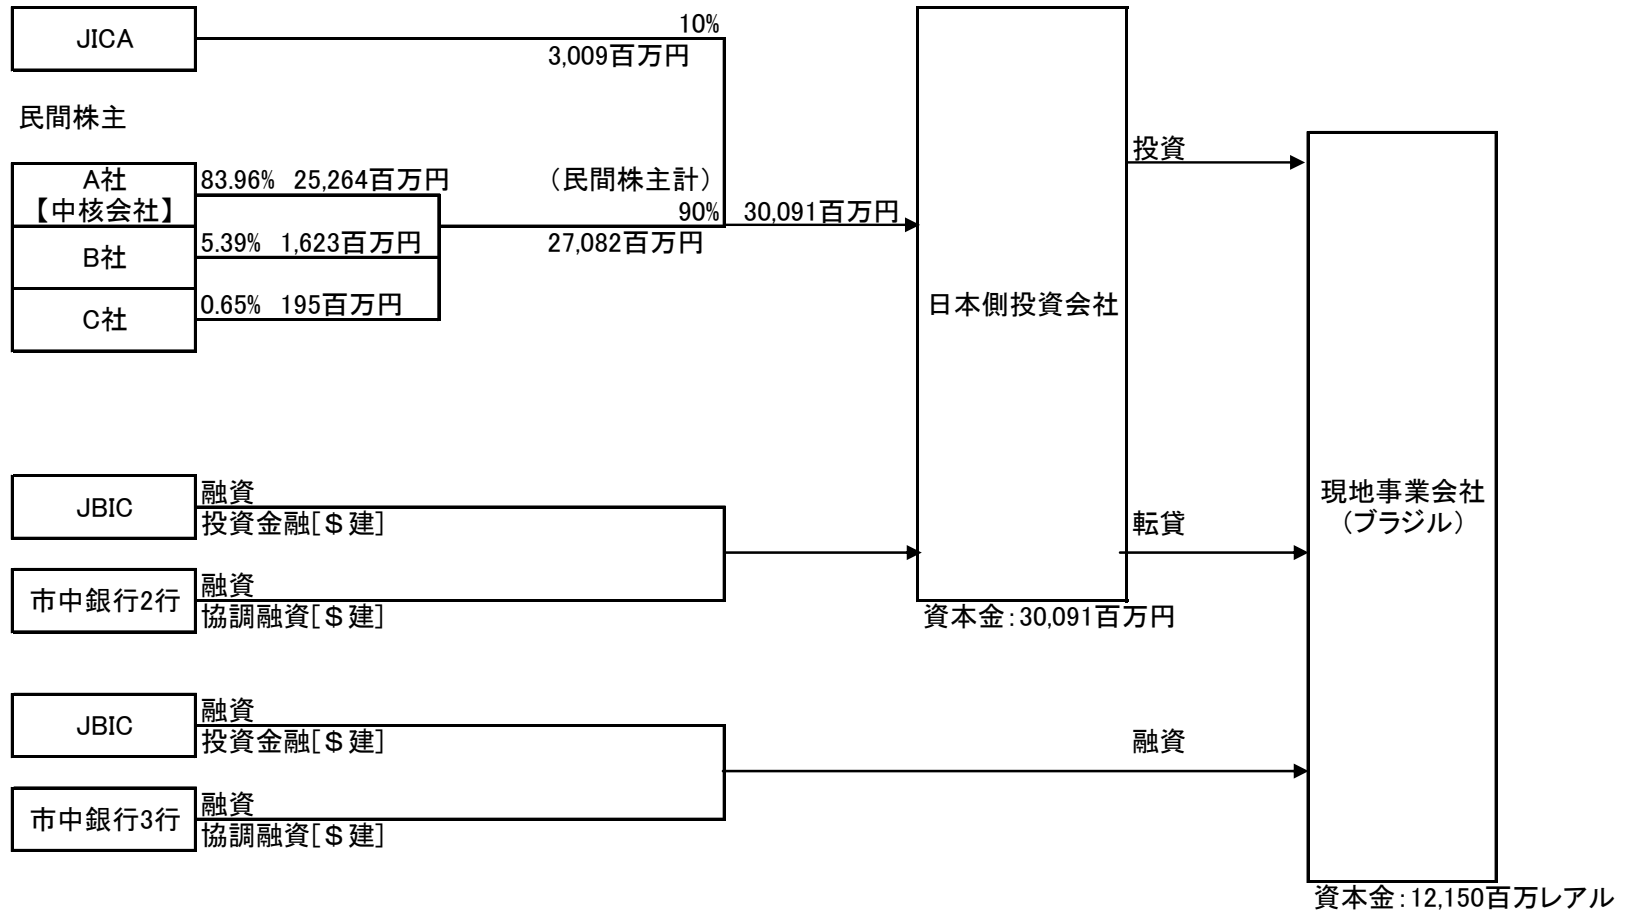 JICA
10%
3,009百万円
民間株主
A社
【中核会社】
83.96% 25,264百万円
B社
5.39% 1,623百万円
C社
0.65% 195百万円
（民間株主計）
90%
27,082百万円
30,091百万円
日本側投資会社
資本金：30,091百万円
投資
転貸
JBIC
融資
投資金融[＄建]
市中銀行2行
融資
協調融資[＄建]
JBIC
融資
投資金融[＄建]
市中銀行3行
融資
協調融資[＄建]
融資
現地事業会社
（ブラジル）
資本金：12,150百万レアル